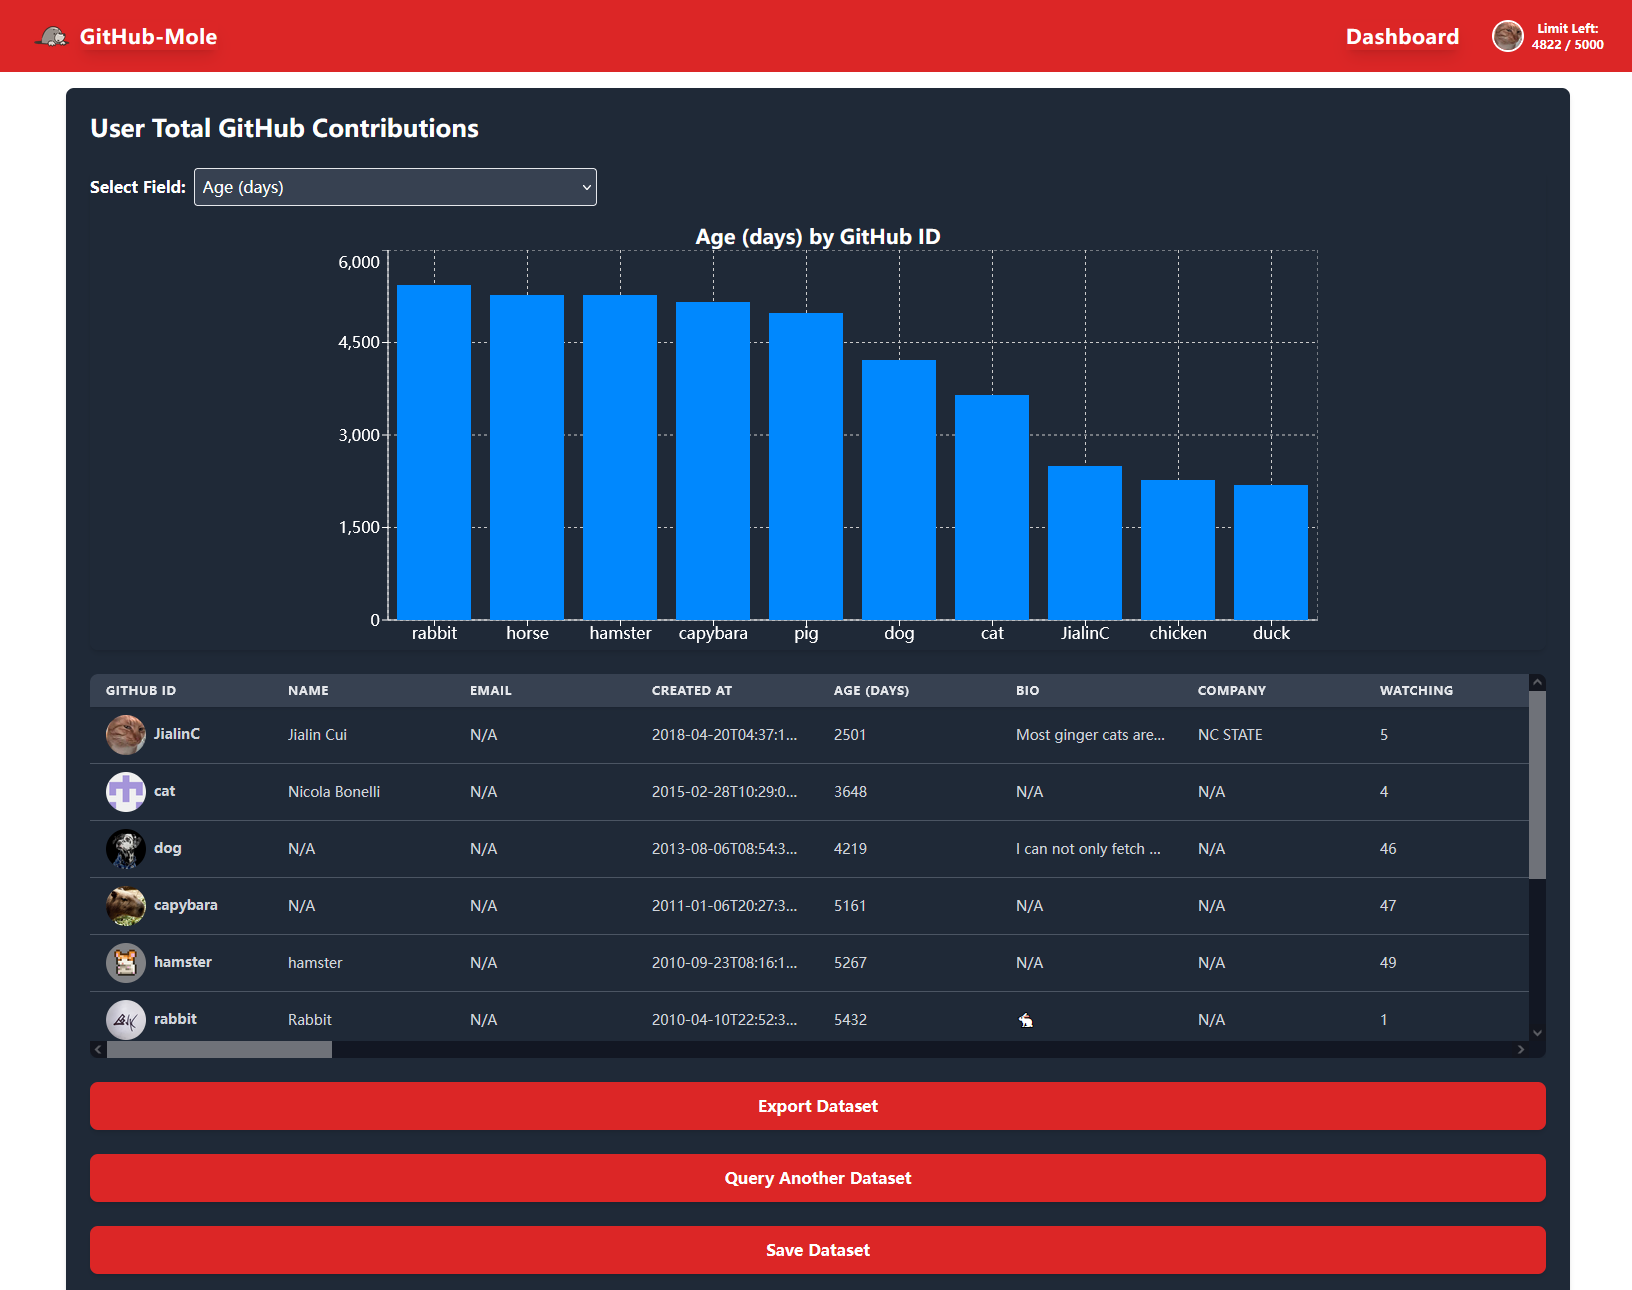 GitHub-Mole
Dashboard
Limit Left:
4822 / 5000
User Total GitHub Contributions
Select Field: Age (days)
Age (days) by GitHub ID
6,000
4,500
3,000
1,500
0
rabbit horse hamster capybara pig dog cat JialinC chicken duck
GITHUB ID NAME EMAIL CREATED AT AGE (DAYS) BIO COMPANY WATCHING
JialinC Jialin Cui N/A 2018-04-20T04:37:1... 2501 Most ginger cats are... NC STATE 5
cat Nicola Bonelli N/A 2015-02-28T10:29:0... 3648 N/A N/A 4
dog N/A N/A 2013-08-06T08:54:3... 4219 I can not only fetch ... N/A 46
capybara N/A N/A 2011-01-06T20:27:3... 5161 N/A N/A 47
hamster hamster N/A 2010-09-23T08:16:1... 5267 N/A N/A 49
rabbit Rabbit N/A 2010-04-10T22:52:3... 5432 🐇 N/A 1
Export Dataset
Query Another Dataset
Save Dataset